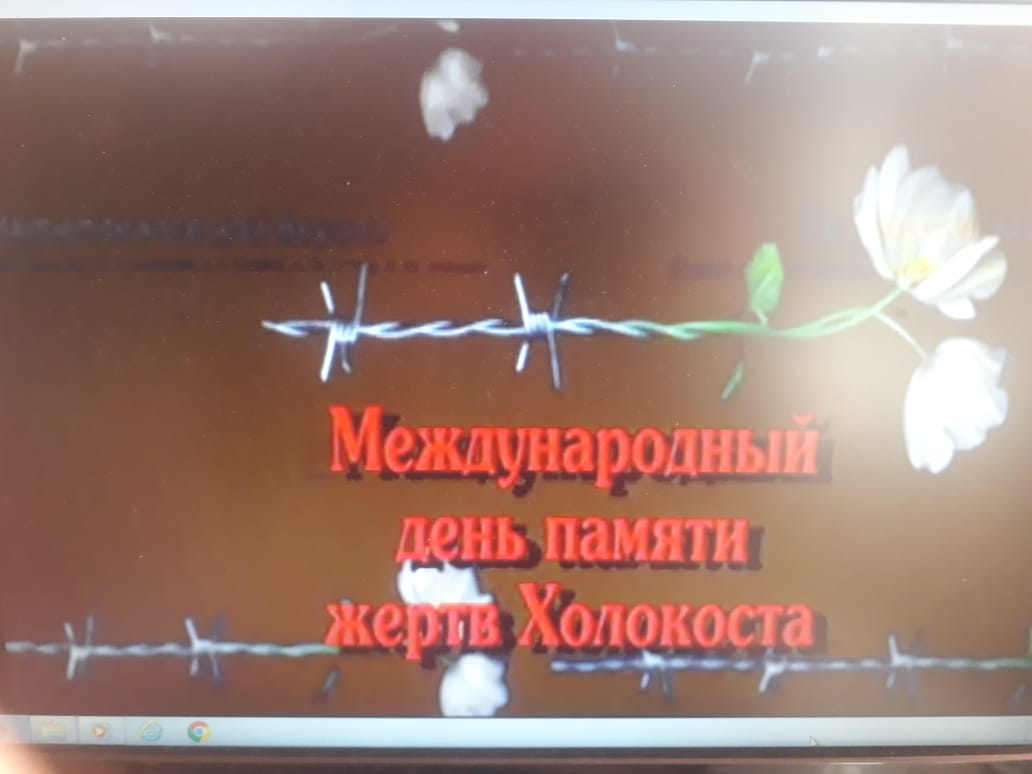 Международный
день памяти
жертв Холокоста